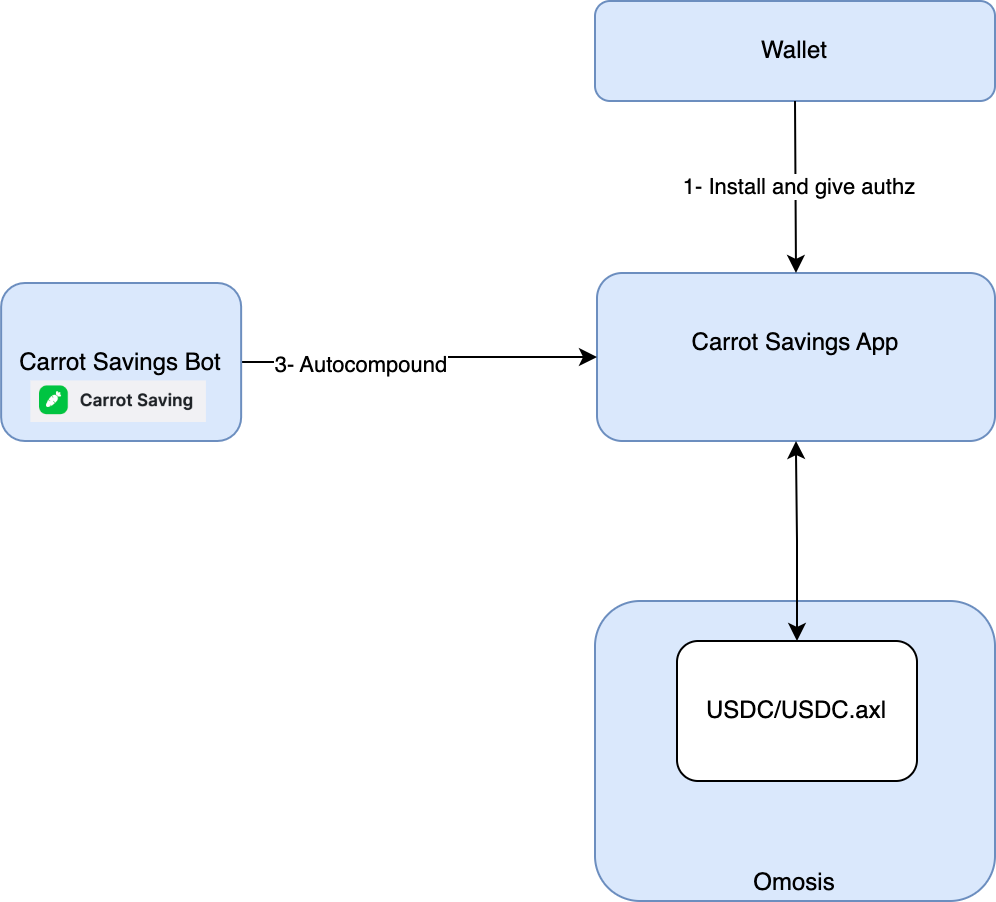 Wallet
1- Install and give authz
Carrot Savings App
Carrot Savings Bot
Carrot Saving
3- Autocompound
USDC/USDC.axl
Omosis